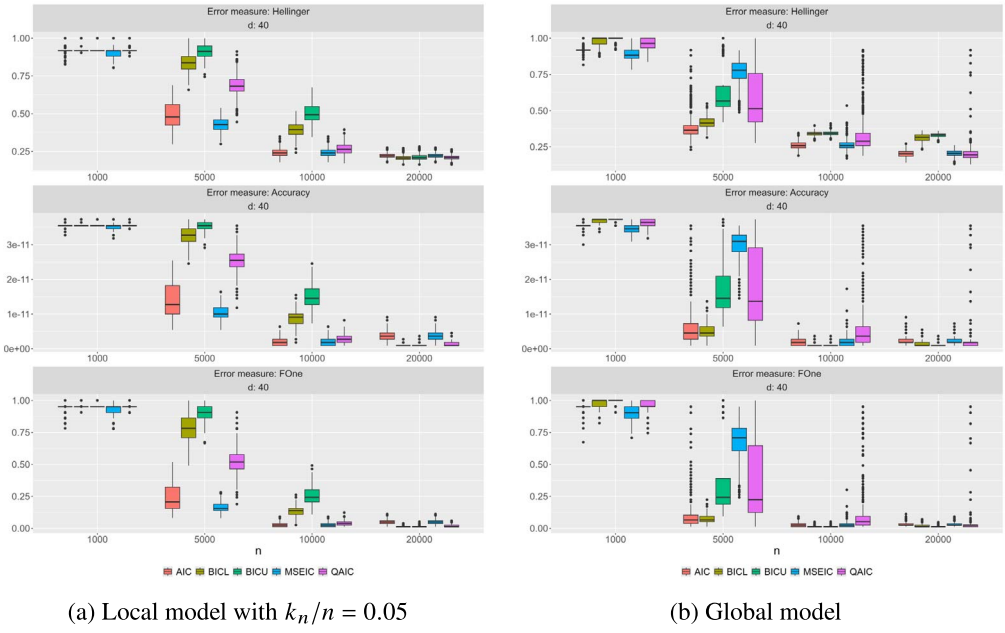 Error measure: Hellinger
d: 40
1.00
0.75
0.50
0.25
1000
5000
10000
20000
Error measure: Accuracy
d: 40
3e−11
2e−11
1e−11
0e+00
1000
5000
10000
20000
Error measure: FOne
d: 40
1.00
0.75
0.50
0.25
0.00
1000
5000
10000
20000
n
AIC BICL BICU MSEIC QAIC
(a) Local model with kn/n = 0.05
Error measure: Hellinger
d: 40
1.00
0.75
0.50
0.25
1000
5000
10000
20000
Error measure: Accuracy
d: 40
3e−11
2e−11
1e−11
0e+00
1000
5000
10000
20000
Error measure: FOne
d: 40
1.00
0.75
0.50
0.25
0.00
1000
5000
10000
20000
n
AIC BICL BICU MSEIC QAIC
(b) Global model